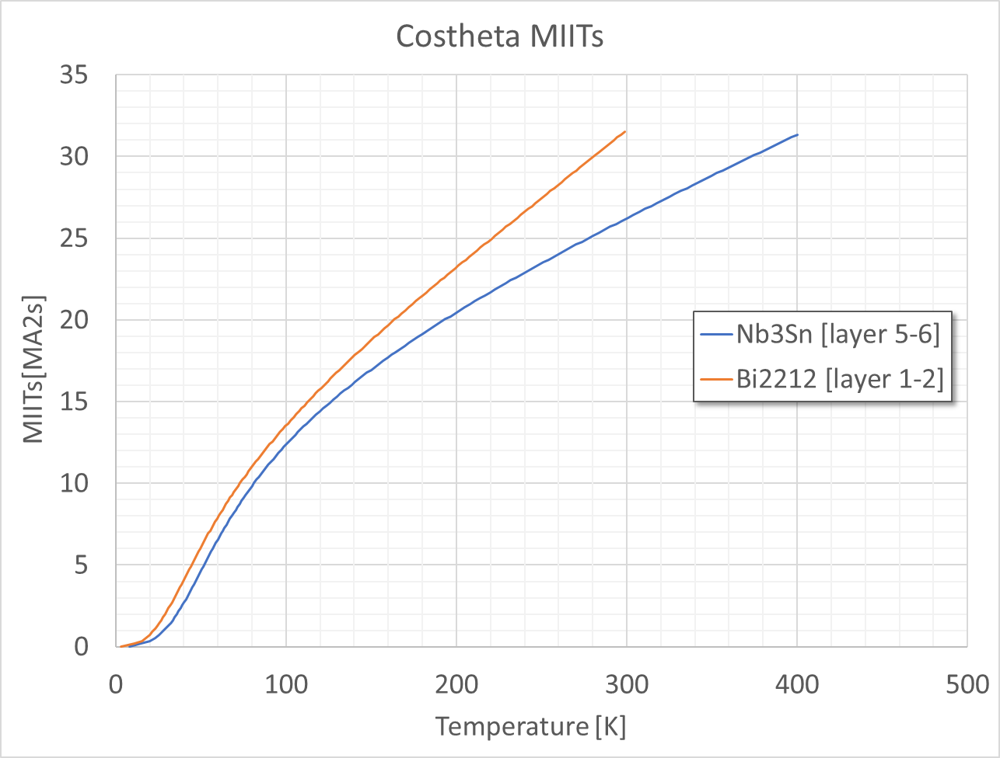 Costheta MIITs
35
30
25
20
15
10
5
0
MIITs[MA2s]
Nb3Sn [layer 5-6]
Bi2212 [layer 1-2]
0 100 200 300 400 500
Temperature [K]